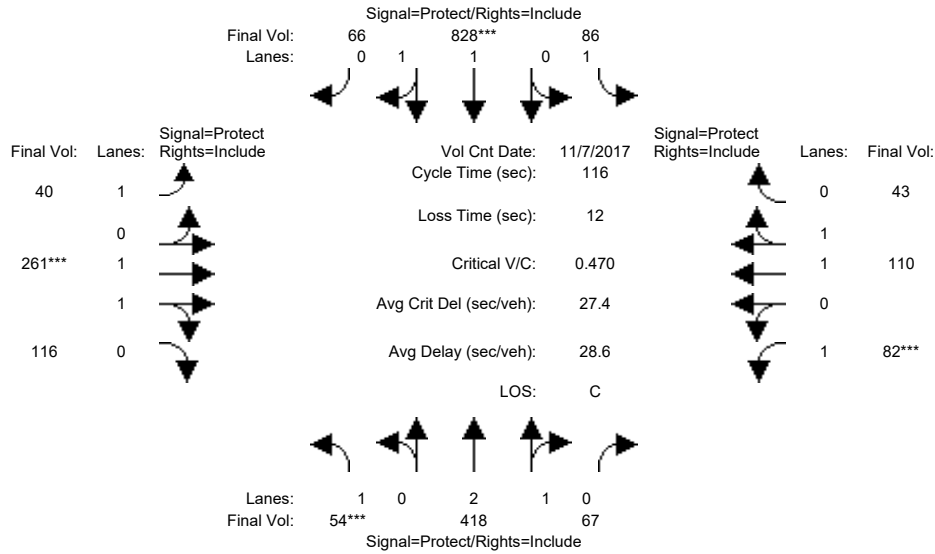 Signal=Protect/Rights=Include
Final Vol: 66 828*** 86
Lanes: 0 1 1 0 1
Signal=Protect
Final Vol: Lanes: Rights=Include
Vol Cnt Date: 11/7/2017
Signal=Protect
Rights=Include Lanes: Final Vol:
Cycle Time (sec): 116
40 1
0 43
Loss Time (sec): 12
0
1
261*** 1
Critical V/C: 0.470
1 110
1
Avg Crit Del (sec/veh): 27.4
0
116 0
Avg Delay (sec/veh): 28.6
1 82***
LOS: C
Lanes: 1 0 2 1 0
Final Vol: 54*** 418 67
Signal=Protect/Rights=Include